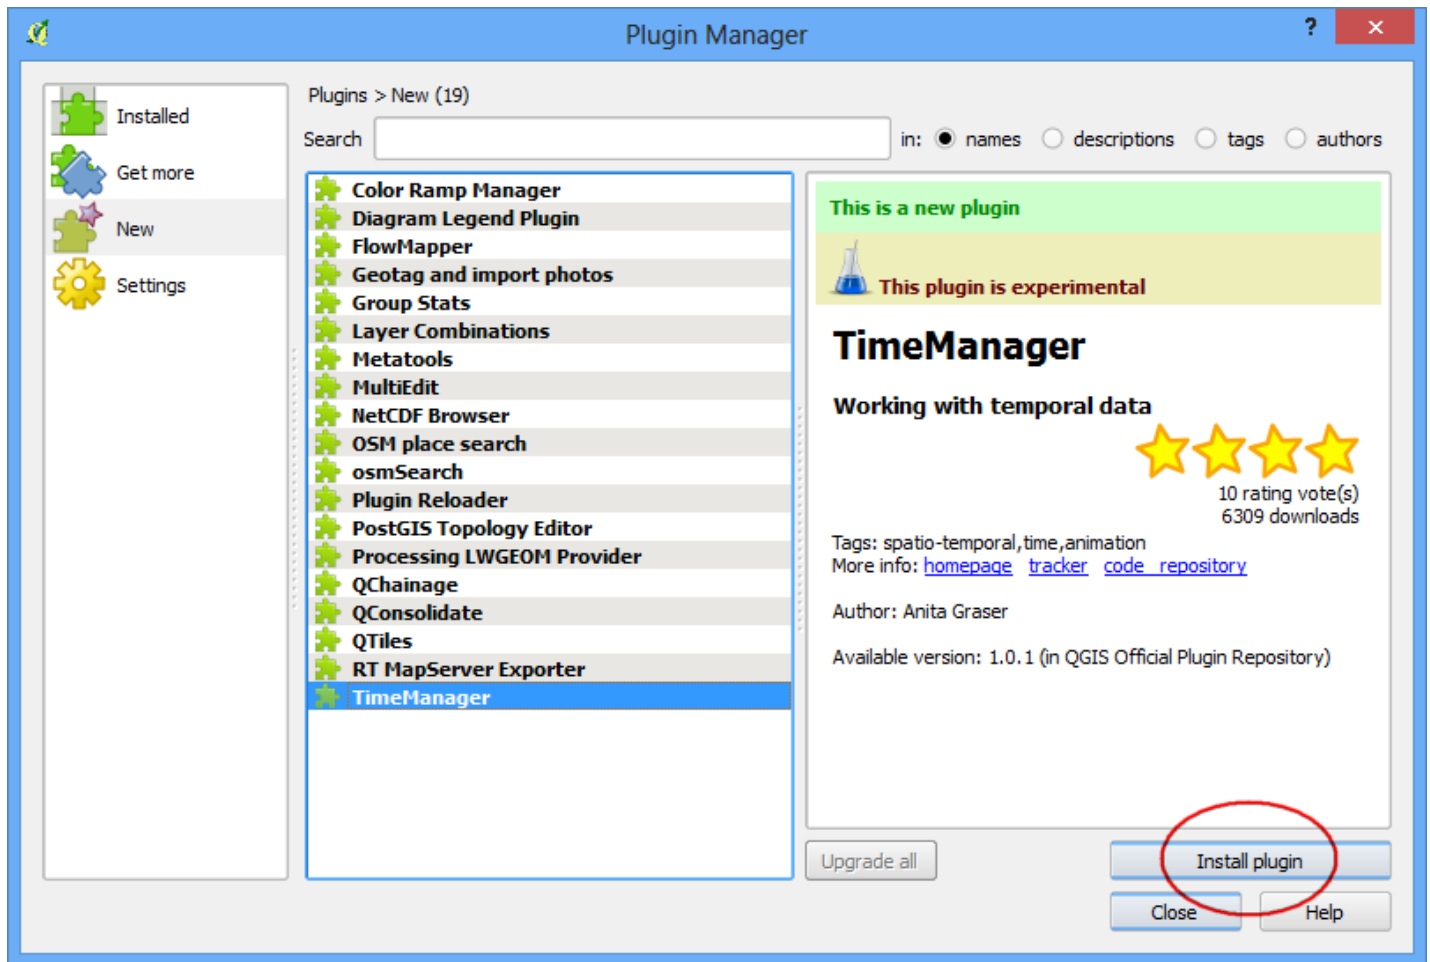 Plugin Manager
?
Installed
Get more
New
Settings
Plugins > New (19)
Search in: names descriptions tags authors
Color Ramp Manager
Diagram Legend Plugin
FlowMapper
Geotag and import photos
Group Stats
Layer Combinations
Metatools
MultiEdit
NetCDF Browser
OSM place search
osmSearch
Plugin Reloader
PostGIS Topology Editor
Processing LWGEOM Provider
QChainage
QConsolidate
QTiles
RT MapServer Exporter
TimeManager
This is a new plugin
This plugin is experimental
TimeManager
Working with temporal data
10 rating vote(s)
6309 downloads
Tags: spatio-temporal,time,animation
More info: homepage tracker code repository
Author: Anita Graser
Available version: 1.0.1 (in QGIS Official Plugin Repository)
Upgrade all Install plugin
Close Help